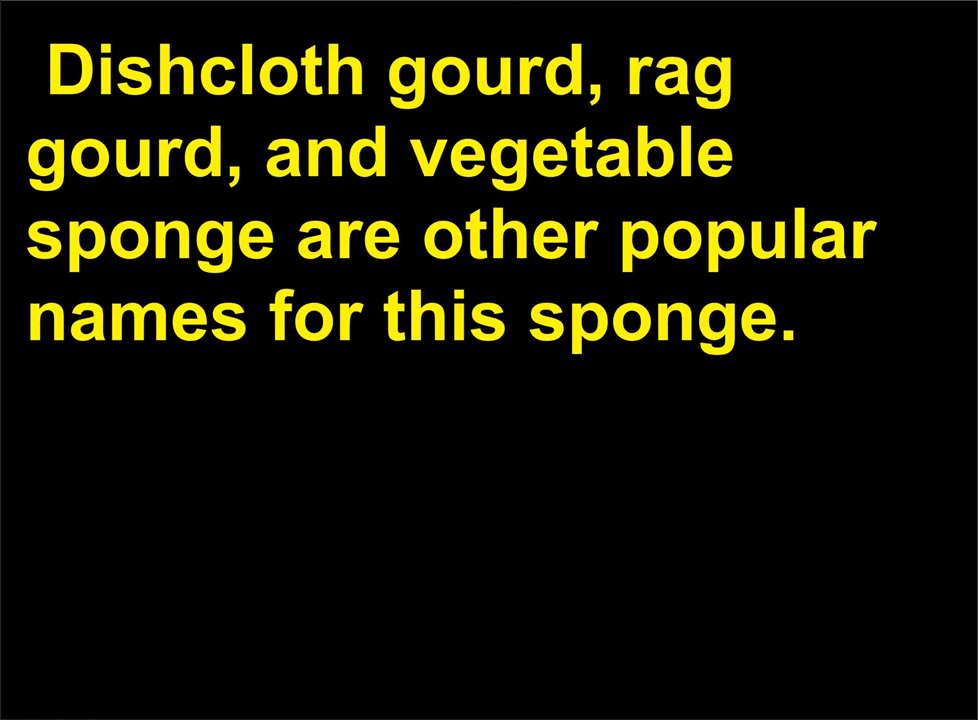 Dishcloth gourd, rag
gourd, and vegetable
sponge are other popular
names for this sponge.